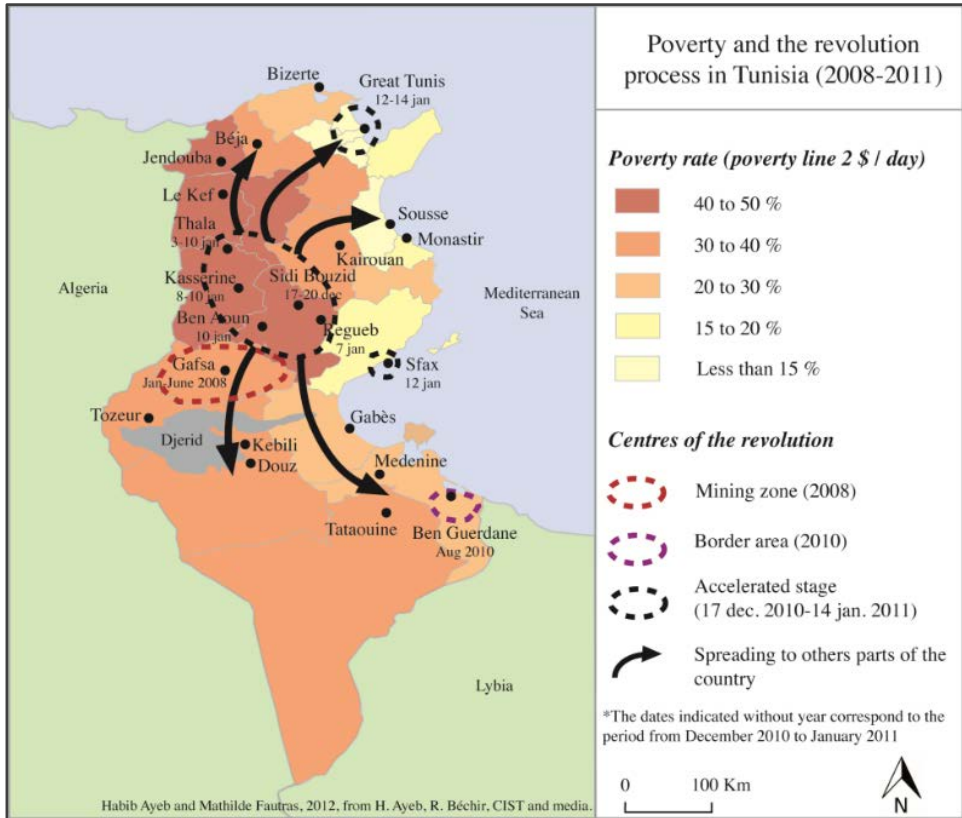 Poverty and the revolution
process in Tunisia (2008-2011)
Poverty rate (poverty line 2 $ / day)
40 to 50 %
30 to 40 %
20 to 30 %
15 to 20 %
Less than 15 %
Centres of the revolution
Mining zone (2008)
Border area (2010)
Accelerated stage
(17 dec. 2010-14 jan. 2011)
Spreading to others parts of the
country
*The dates indicated without year correspond to the
period from December 2010 to January 2011
0 100 Km
N
Bizerte
Great Tunis
12-14 jan
Béja
Jendouba
Le Kef
Thala
3-10 jan
Sousse
Monastir
Kairouan
Sidi Bouzid
17-20 dec
Kasserine
8-10 jan
Algeria
Mediterranean
Sea
Ben Aoun
10 jan
Regueb
7 jan
Gafsa
Jan-June 2008
Sfax
12 jan
Tozeur
Djerid
Gabès
Kebili
Douz
Medenine
Tataouine
Ben Guerdane
Aug 2010
Lybia
Habib Ayeb and Mathilde Fautras, 2012, from H. Ayeb, R. Béchir, CIST and media.